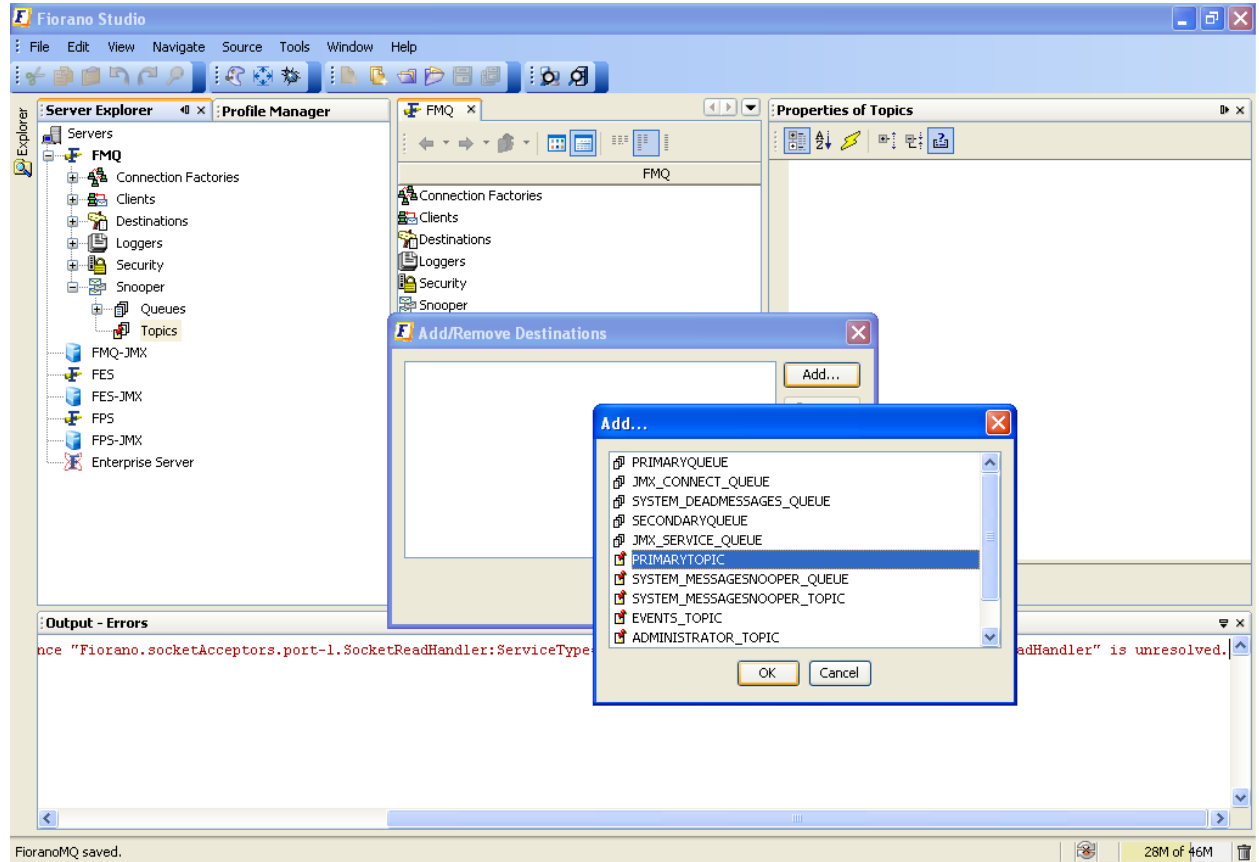 Fiorano Studio
File Edit View Navigate Source Tools Window Help
Explorer
Server Explorer
Profile Manager
Servers
FMQ
Connection Factories
Clients
Destinations
Loggers
Security
Snooper
Queues
Topics
FMQ-JMX
FES
FES-JMX
FPS
FPS-JMX
Enterprise Server
FMQ
FMQ
Connection Factories
Clients
Destinations
Loggers
Security
Snooper
Properties of Topics
Add/Remove Destinations
Add...
Add...
PRIMARYQUEUE
JMX_CONNECT_QUEUE
SYSTEM_DEADMESSAGES_QUEUE
SECONDARYQUEUE
JMX_SERVICE_QUEUE
PRIMARYTOPIC
SYSTEM_MESSAGESNOOPER_QUEUE
SYSTEM_MESSAGESNOOPER_TOPIC
EVENTS_TOPIC
ADMINISTRATOR_TOPIC
OK Cancel
Output - Errors
nce "Fiorano.socketAcceptors.port-1.SocketReadHandler:ServiceType= adHandler" is unresolved.
FioranoMQ saved.
28M of 46M